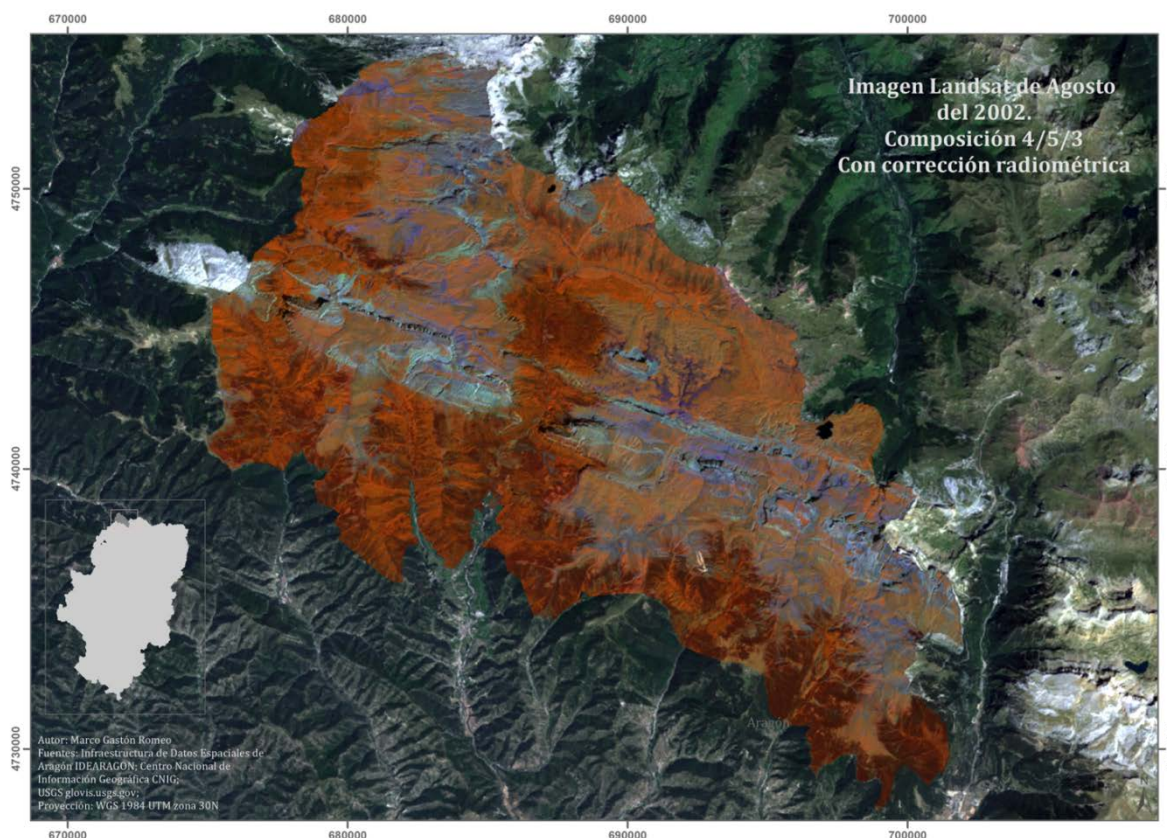 670000 680000 690000 700000
Imagen Landsat de Agosto
del 2002.
Composición 4/5/3
Con corrección radiométrica
4750000
4740000
4730000
Aragón
Autor: Marco Gastón Romeo
Fuentes: Infraestructura de Datos Espaciales de
Aragón IDEARAGON; Centro Nacional de
Información Geográfica CNIG;
USGS glovis.usgs.gov;
Proyección: WGS 1984 UTM zona 30N
670000 680000 690000 700000